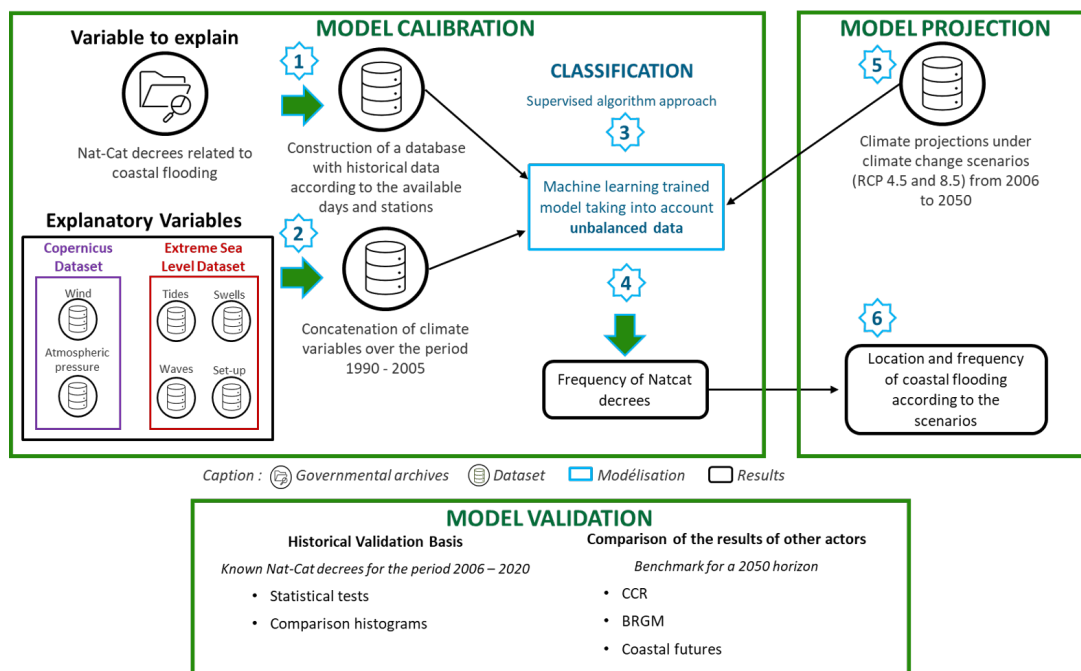 MODEL CALIBRATION
Variable to explain
Nat-Cat decrees related to
coastal flooding
1
Construction of a database
with historical data
according to the available
days and stations
Explanatory Variables
Copernicus
Dataset
Wind
Atmospheric
pressure
Extreme Sea
Level Dataset
Tides
Swells
Waves
Set-up
2
Concatenation of climate
variables over the period
1990 - 2005
CLASSIFICATION
Supervised algorithm approach
3
Machine learning trained
model taking into account
unbalanced data
4
Frequency of Natcat
decrees
MODEL PROJECTION
5
Climate projections under
climate change scenarios
(RCP 4.5 and 8.5) from 2006
to 2050
6
Location and frequency
of coastal flooding
according to the
scenarios
Caption : Governmental archives Dataset Modélisation Results
MODEL VALIDATION
Historical Validation Basis
Known Nat-Cat decrees for the period 2006 – 2020
• Statistical tests
• Comparison histograms
Comparison of the results of other actors
Benchmark for a 2050 horizon
• CCR
• BRGM
• Coastal futures